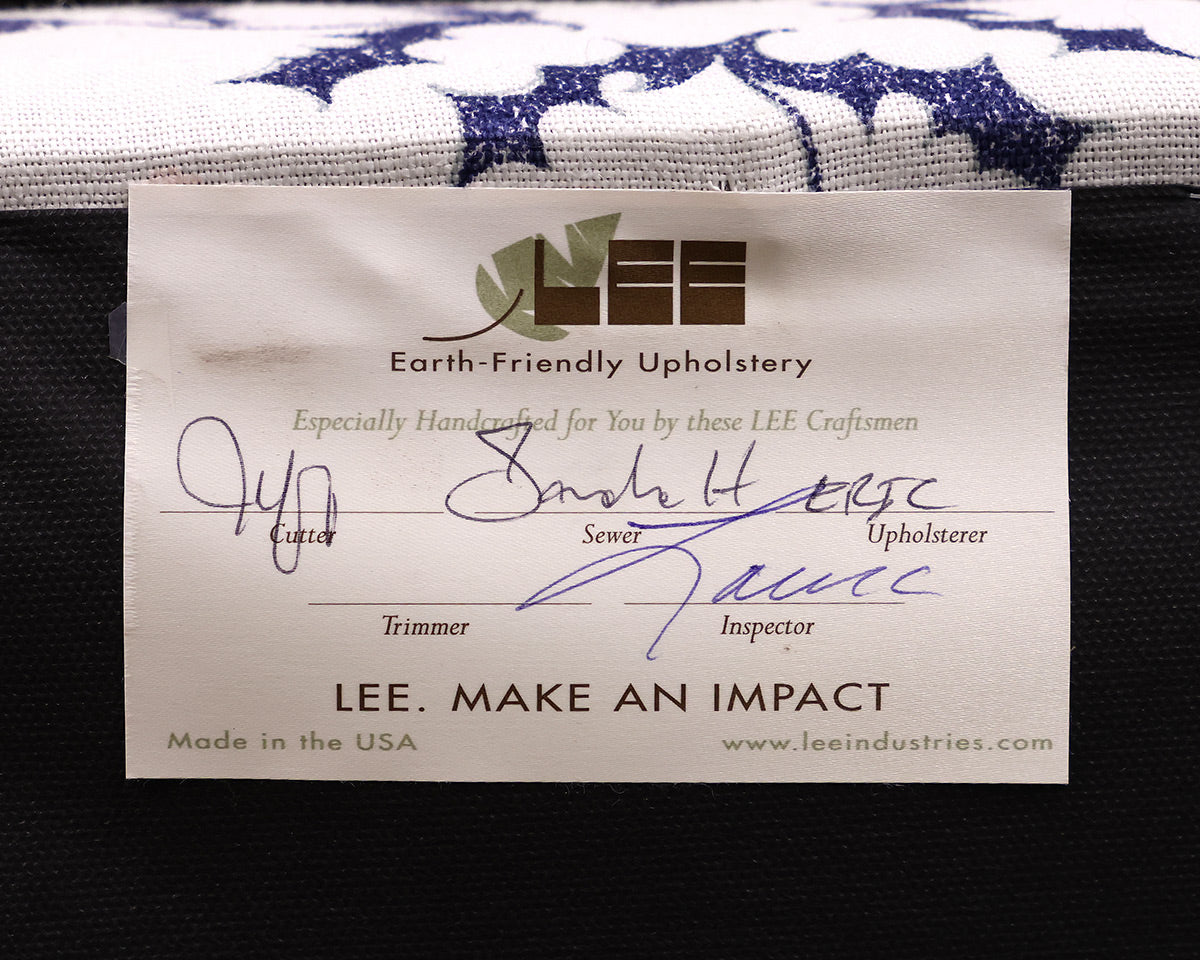 LEE
Earth-Friendly Upholstery
Especially Handcrafted for You by these LEE Craftsmen
H ERIC
Cutter Sewer Upholsterer
Trimmer Inspector
LEE. MAKE AN IMPACT
Made in the USA www.leeindustries.com